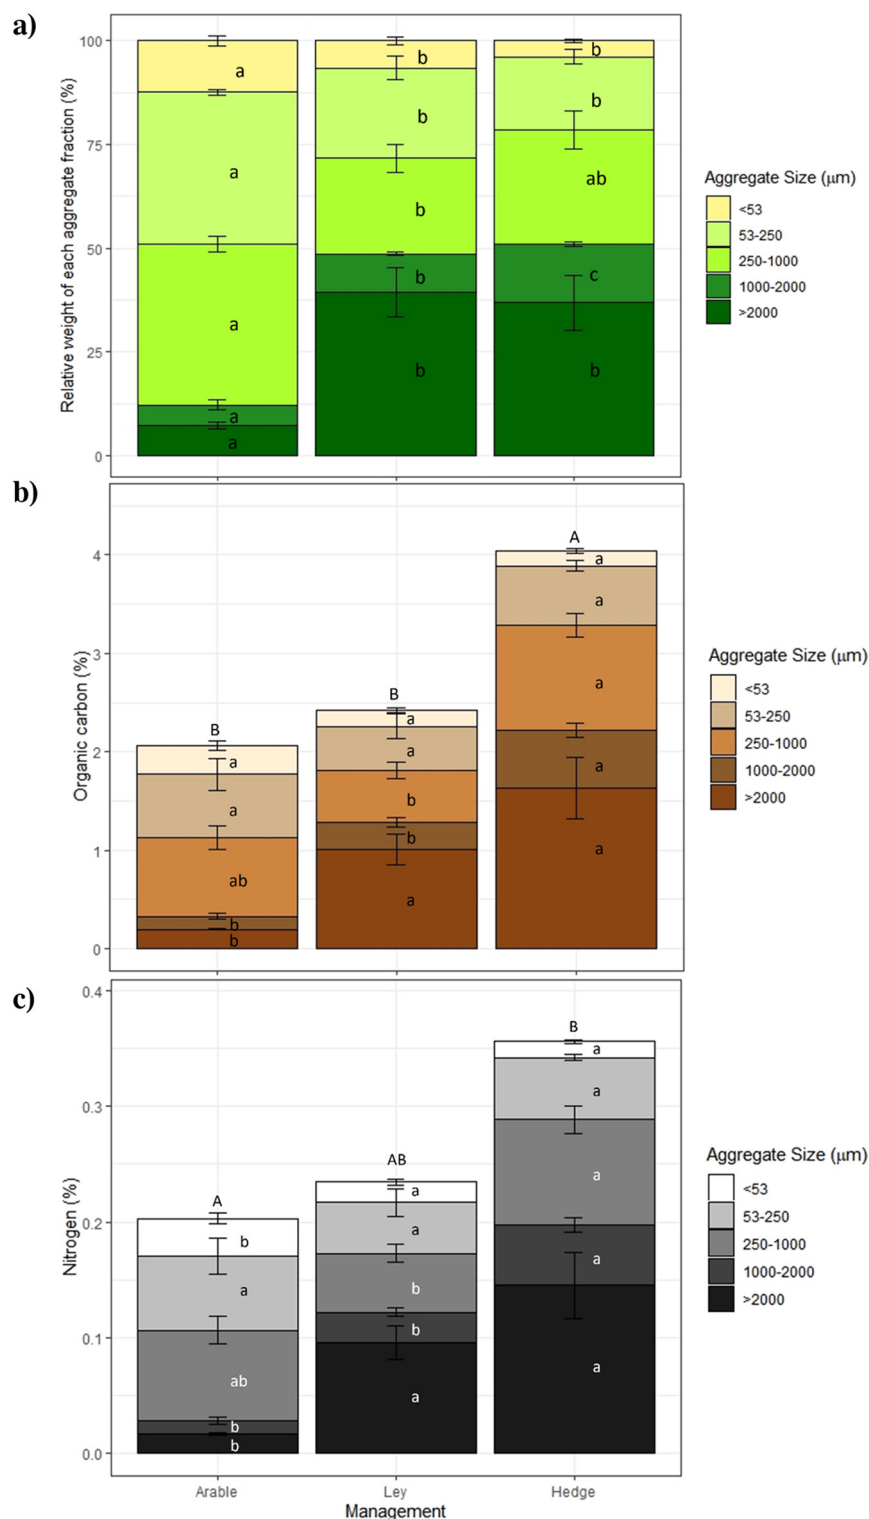 a)
Relative weight of each aggregate fraction (%)
100
75
50
25
0
a
a
a
a
a
b
b
b
b
b
b
b
ab
c
b
Aggregate Size (μm)
<53
53-250
250-1000
1000-2000
>2000
b)
Organic carbon (%)
4
3
2
1
0
B
a
a
ab
b
b
B
a
a
b
b
a
A
a
a
a
a
a
Aggregate Size (μm)
<53
53-250
250-1000
1000-2000
>2000
c)
Nitrogen (%)
0.4
0.3
0.2
0.1
0.0
A
b
a
ab
b
b
AB
a
a
b
b
a
B
a
a
a
a
a
Aggregate Size (μm)
<53
53-250
250-1000
1000-2000
>2000
Arable
Ley
Hedge
Management